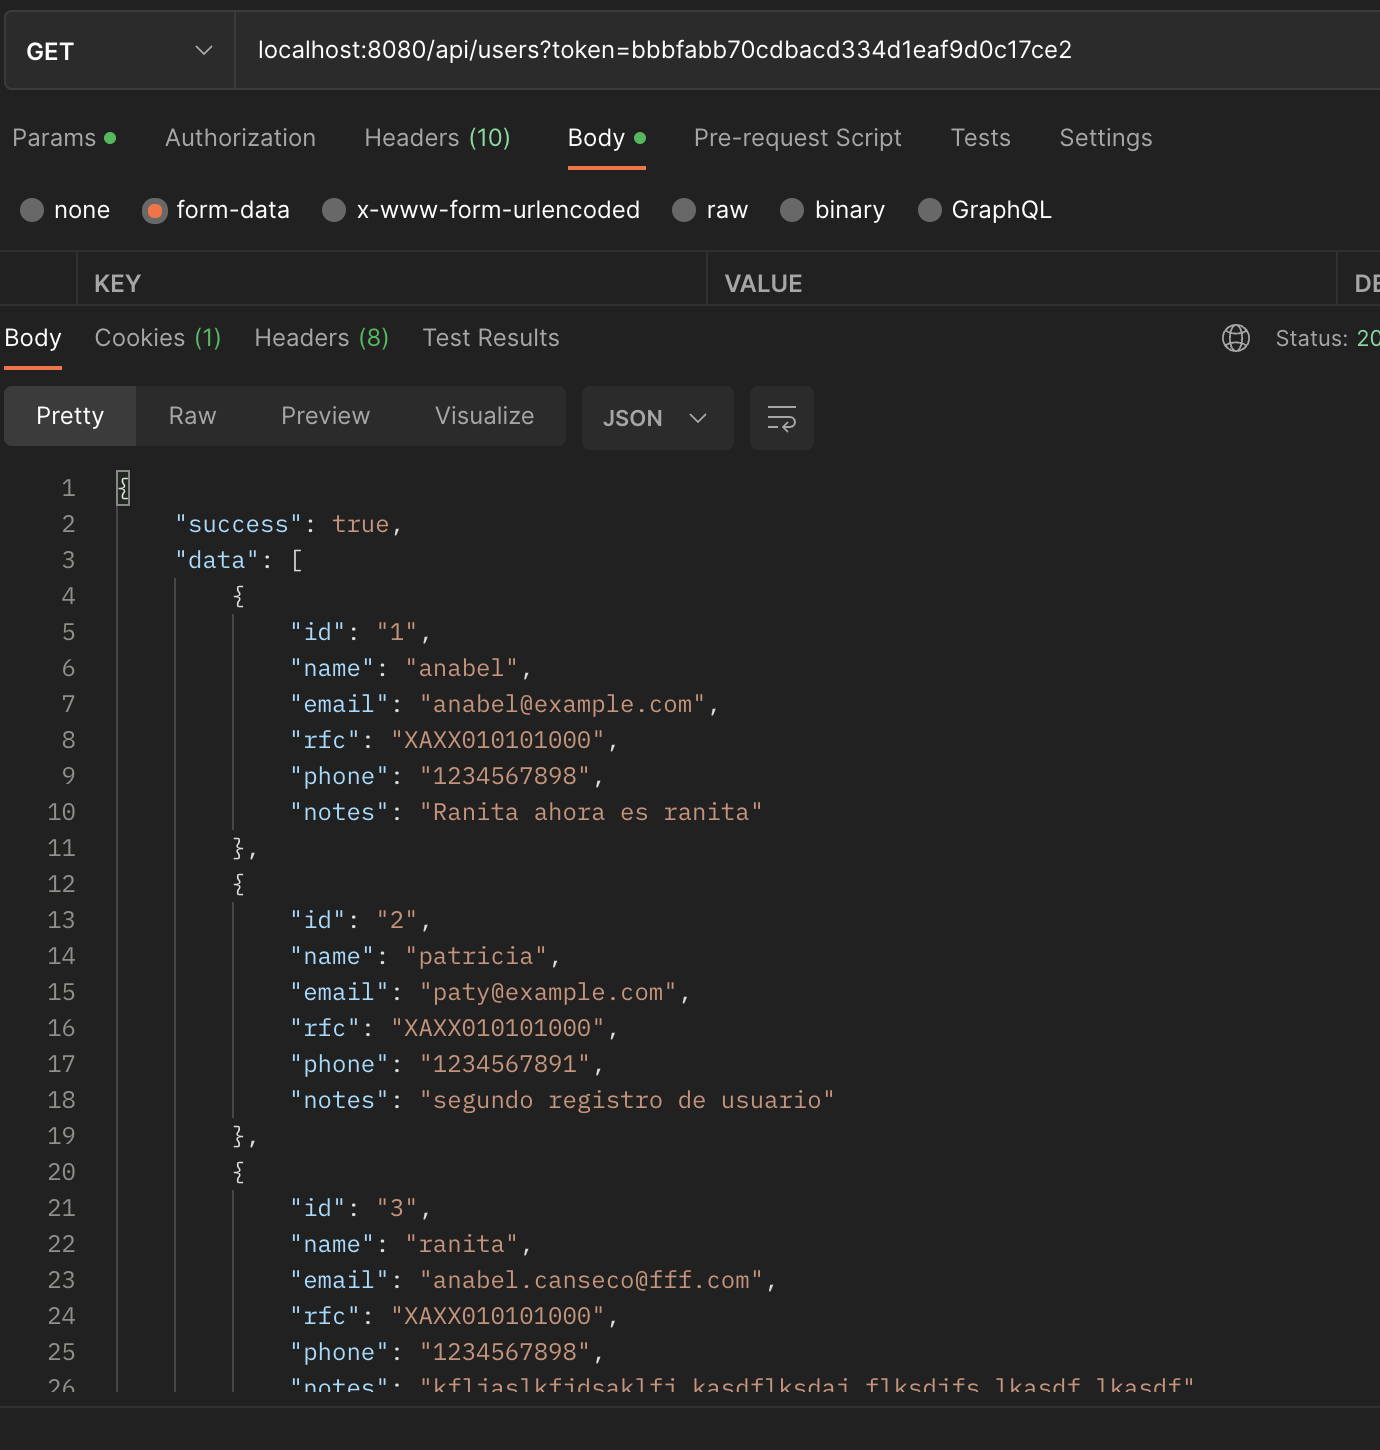 GET localhost:8080/api/users?token=bbbfabb70cdbacd334d1eaf9d0c17ce2
Params Authorization Headers (10) Body Pre-request Script Tests Settings
none form-data x-www-form-urlencoded raw binary GraphQL
KEY VALUE DE
Body Cookies (1) Headers (8) Test Results Status: 20
Pretty Raw Preview Visualize JSON
1 {
2 "success": true,
3 "data": [
4 {
5 "id": "1",
6 "name": "anabel",
7 "email": "anabel@example.com",
8 "rfc": "XAXX010101000",
9 "phone": "1234567898",
10 "notes": "Ranita ahora es ranita"
11 },
12 {
13 "id": "2",
14 "name": "patricia",
15 "email": "paty@example.com",
16 "rfc": "XAXX010101000",
17 "phone": "1234567891",
18 "notes": "segundo registro de usuario"
19 },
20 {
21 "id": "3",
22 "name": "ranita",
23 "email": "anabel.canseco@fff.com",
24 "rfc": "XAXX010101000",
25 "phone": "1234567898",
26 "notes":